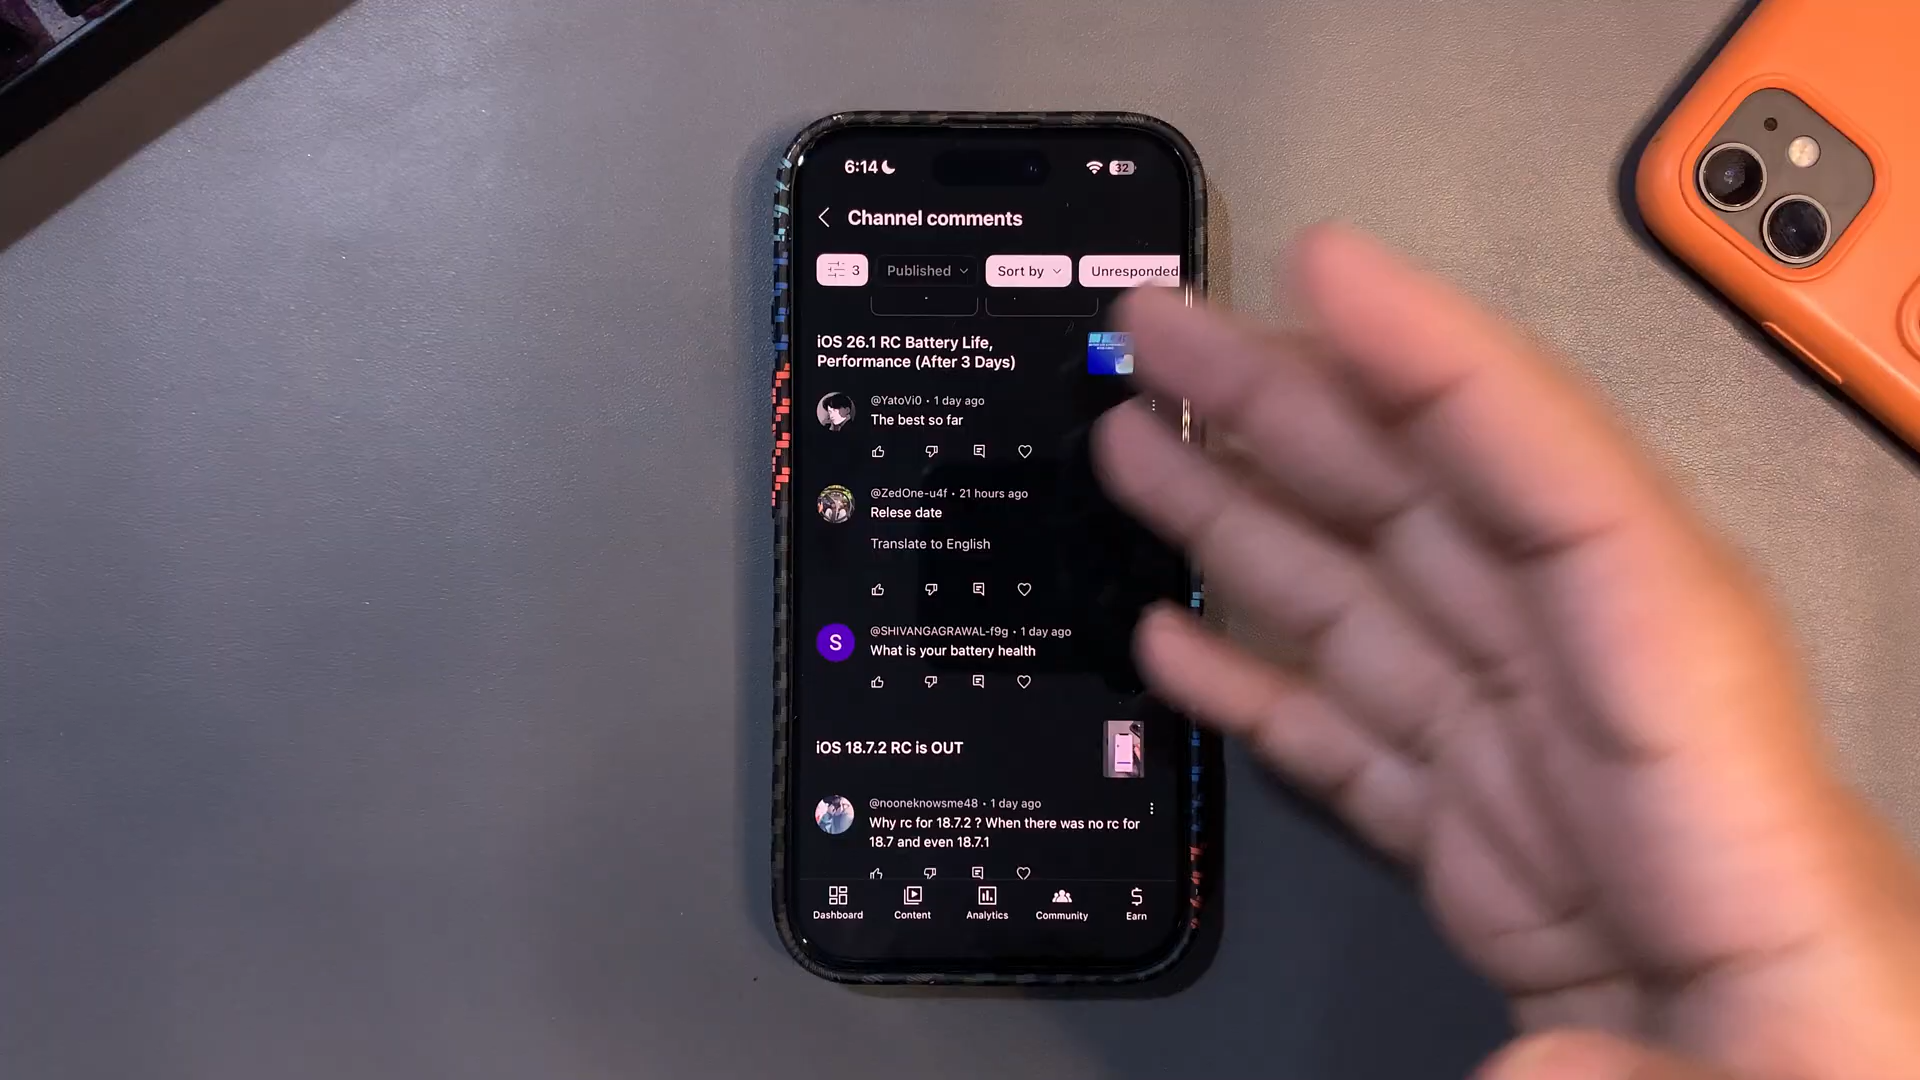 6:14
32
Channel comments
3
Published
Sort by
Unresponded
iOS 26.1 RC Battery Life,
Performance (After 3 Days)
@YatoVi0 • 1 day ago
The best so far
@ZedOne-u4f • 21 hours ago
Relese date
Translate to English
S
@SHIVANGAGRAWAL-f9g • 1 day ago
What is your battery health
iOS 18.7.2 RC is OUT
@nooneknowsme48 • 1 day ago
Why rc for 18.7.2 ? When there was no rc for
18.7 and even 18.7.1
Dashboard
Content
Analytics
Community
Earn